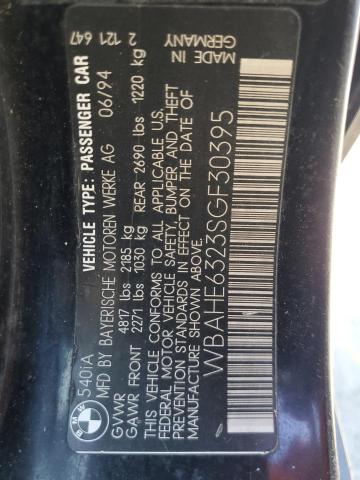 540iA VEHICLE TYPE: PASSENGER CAR 2 121 647
MFD BY BAYERISCHE MOTOREN WERKE AG 06/94 MADE IN
GERMANY
GVWR 4817 lbs 2185 kg
GAWR FRONT 2271 lbs 1030 kg REAR 2690 lbs 1220 kg
THIS VEHICLE CONFORMS TO ALL APPLICABLE
FEDERAL MOTOR VEHICLE SAFETY, BUMPER AND THEFT
PREVENTION STANDARDS IN EFFECT ON THE DATE OF
MANUFACTURE SHOWN ABOVE.
WBAHE6323SGF30395